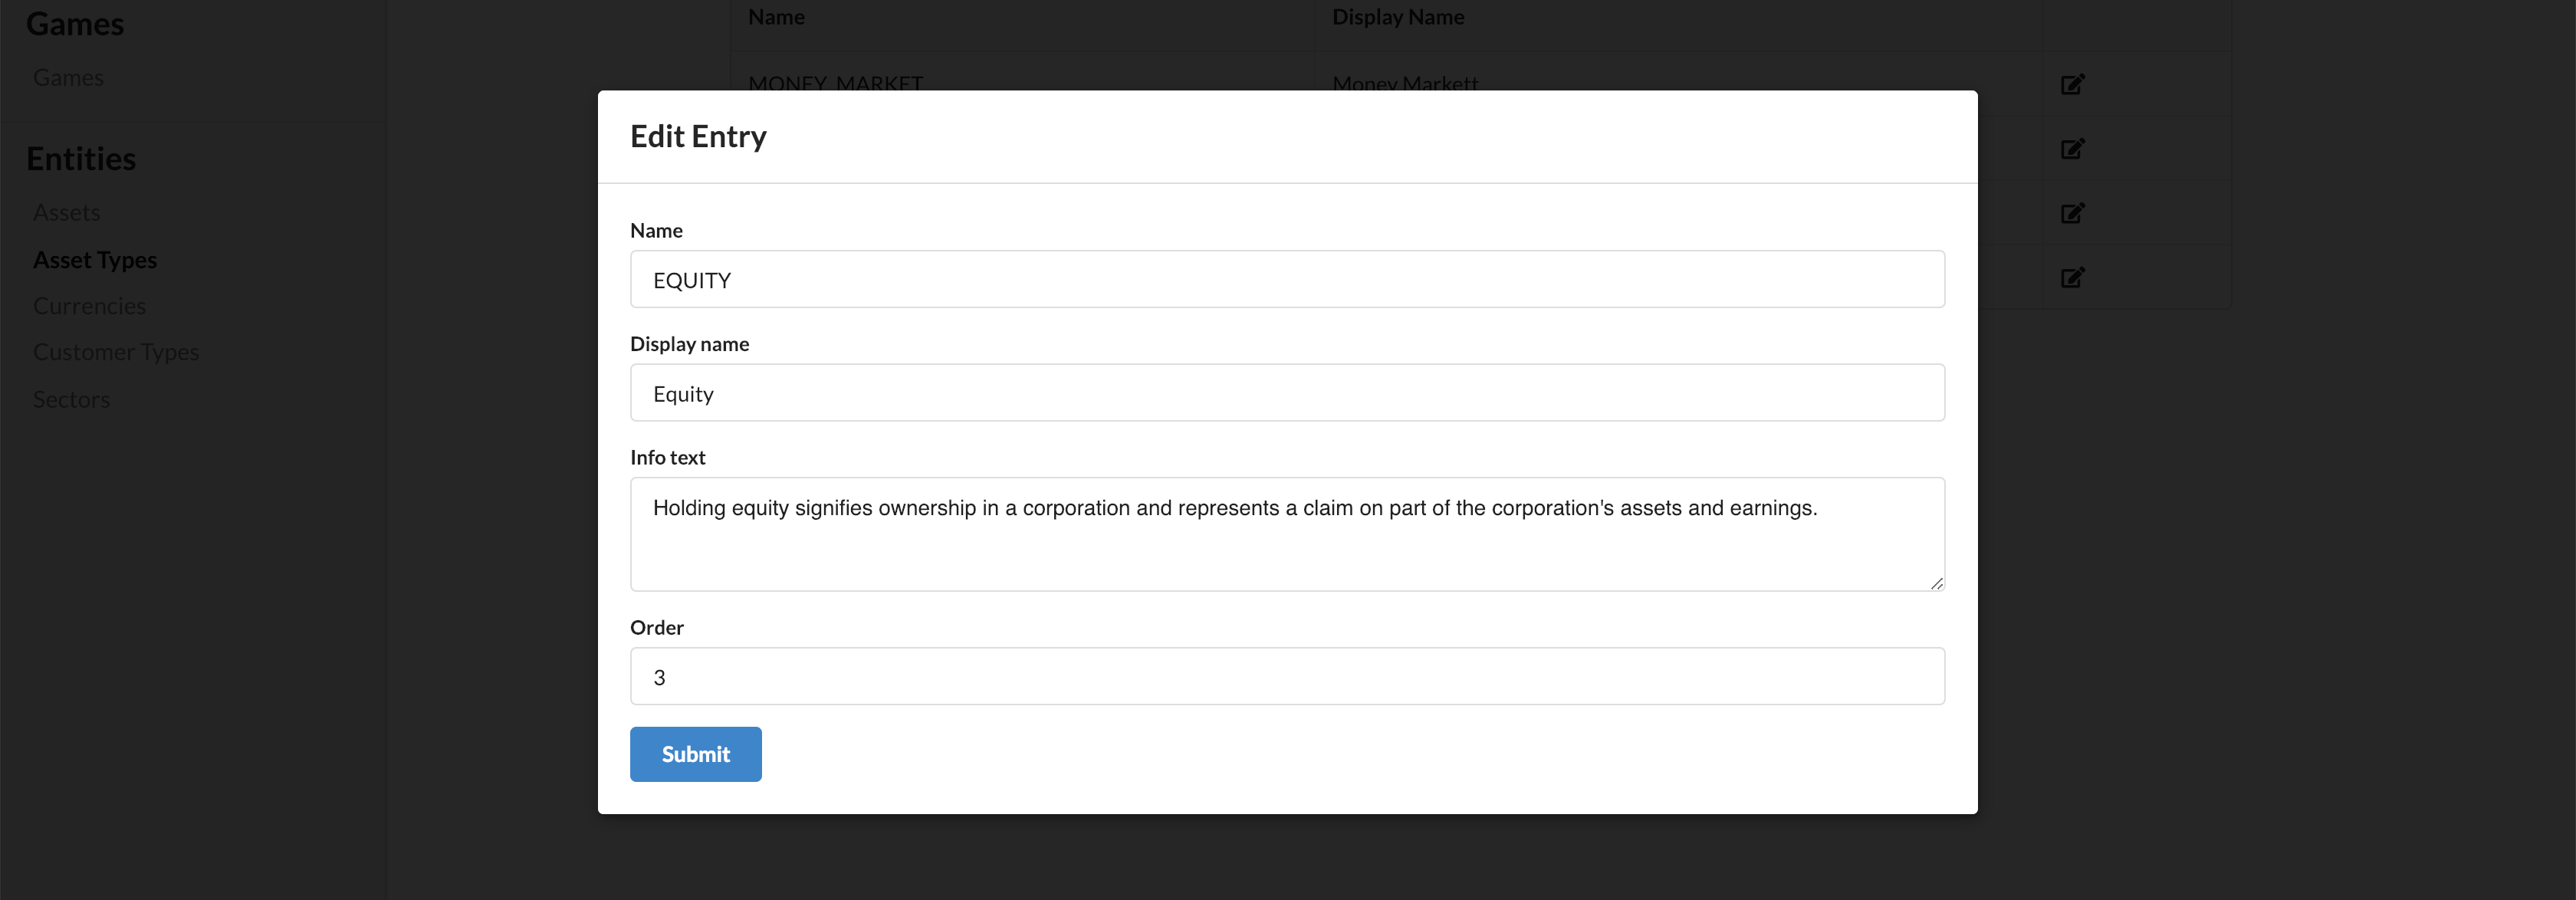 Games
Games
Entities
Assets
Asset Types
Currencies
Customer Types
Sectors
Name Display Name
MONEY_MARKET Money Markett
Edit Entry
Name
EQUITY
Display name
Equity
Info text
Holding equity signifies ownership in a corporation and represents a claim on part of the corporation's assets and earnings.
Order
3
Submit